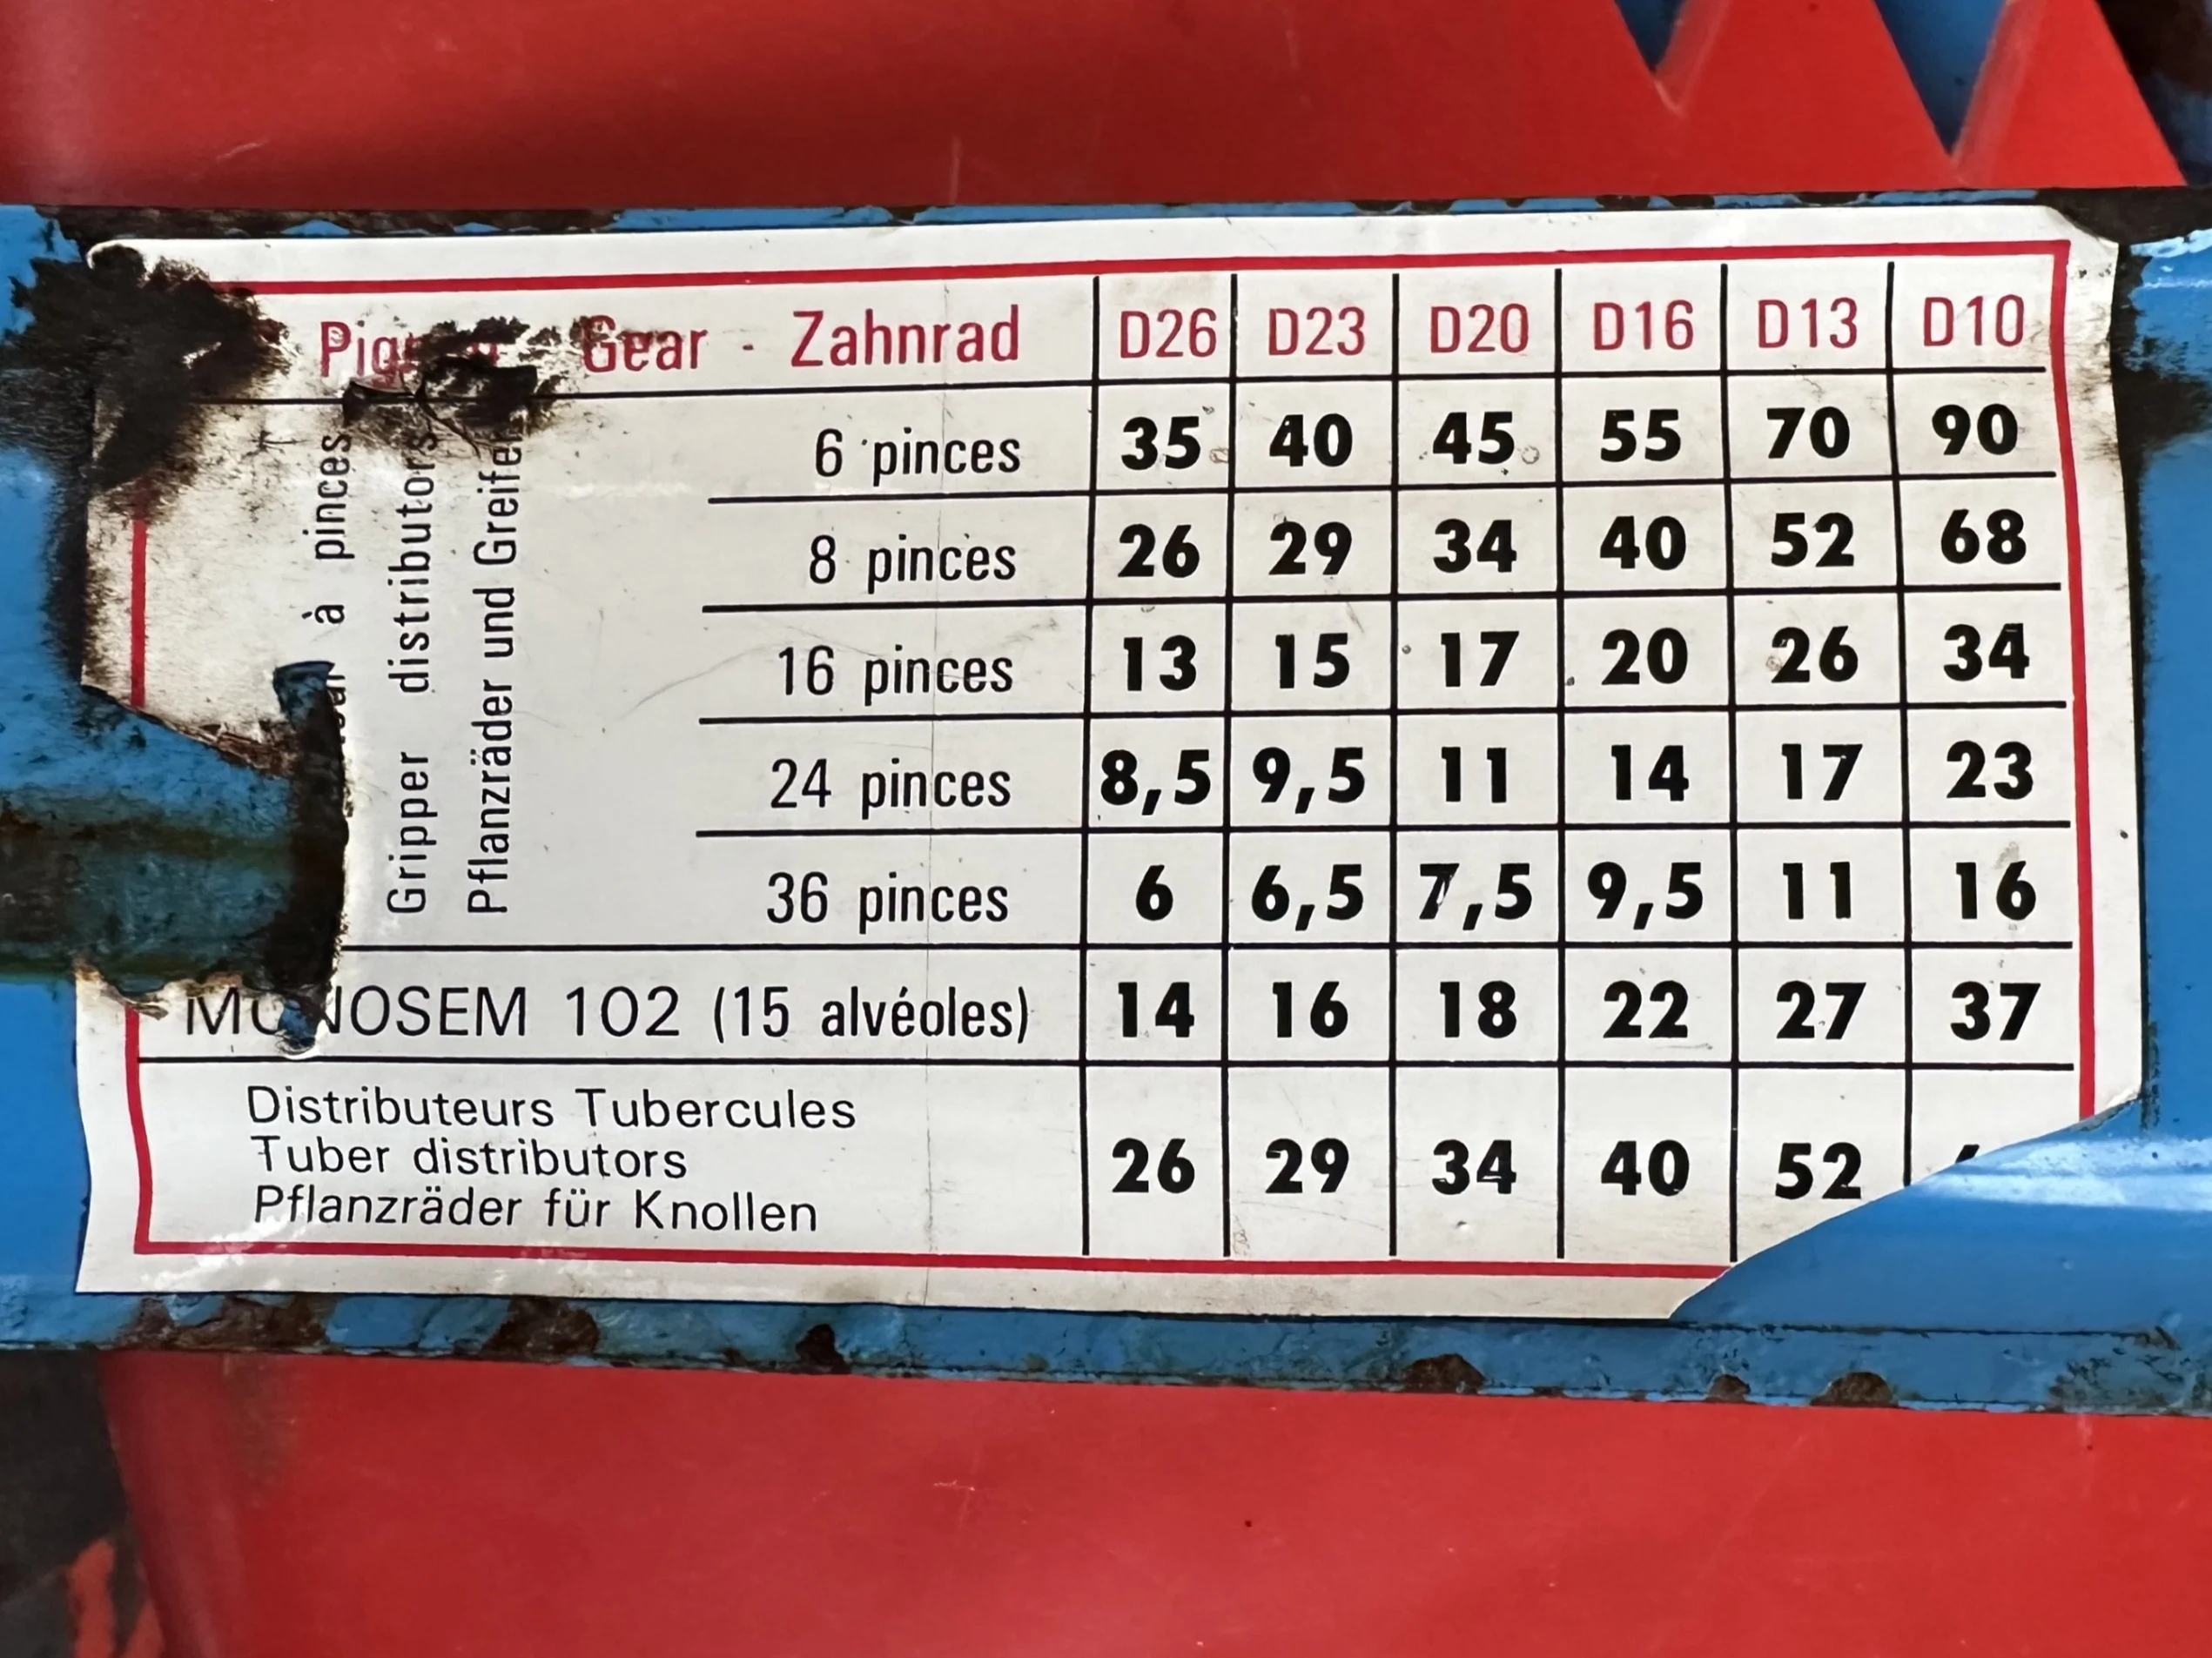 Gear - Zahnrad D26 D23 D20 D16 D13 D10
à pinces
Gripper distributors
Pflanzräder und Greifer
6 pinces 35 40 45 55 70 90
8 pinces 26 29 34 40 52 68
16 pinces 13 15 17 20 26 34
24 pinces 8,5 9,5 11 14 17 23
36 pinces 6 6,5 7,5 9,5 11 16
MONOSEM 102 (15 alvéoles) 14 16 18 22 27 37
Distributeurs Tubercules
Tuber distributors 26 29 34 40 52
Pflanzräder für Knollen